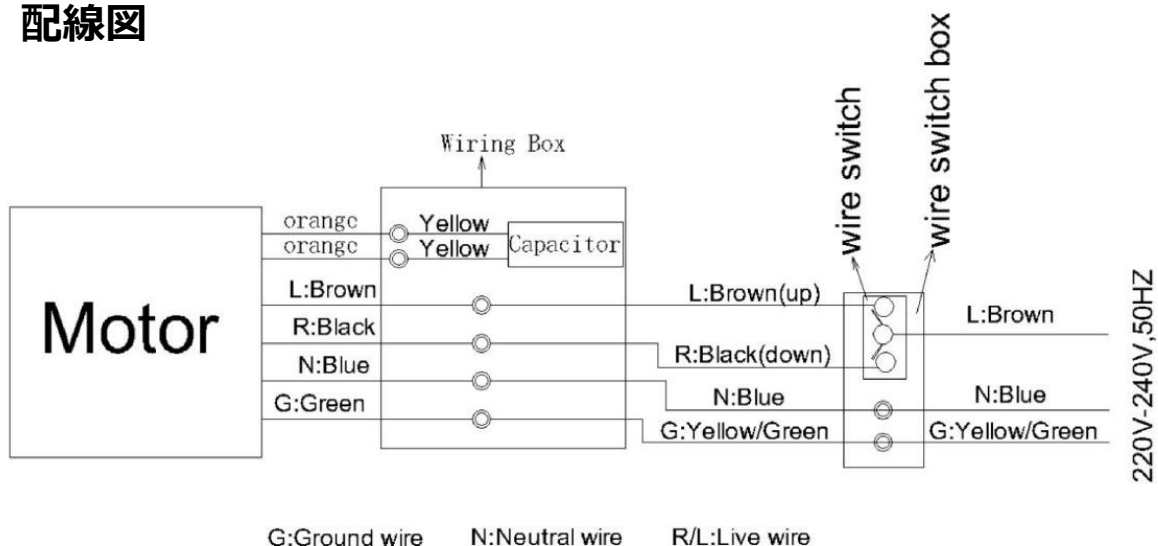 配線図
wire switch
wire switch box
Wiring Box
Motor
orange
Yellow
orange
Yellow
Capacitor
L:Brown
L:Brown(up)
L:Brown
R:Black
R:Black(down)
N:Blue
N:Blue
N:Blue
G:Green
G:Yellow/Green
G:Yellow/Green
220V-240V,50HZ
G:Ground wire N:Neutral wire R/L:Live wire